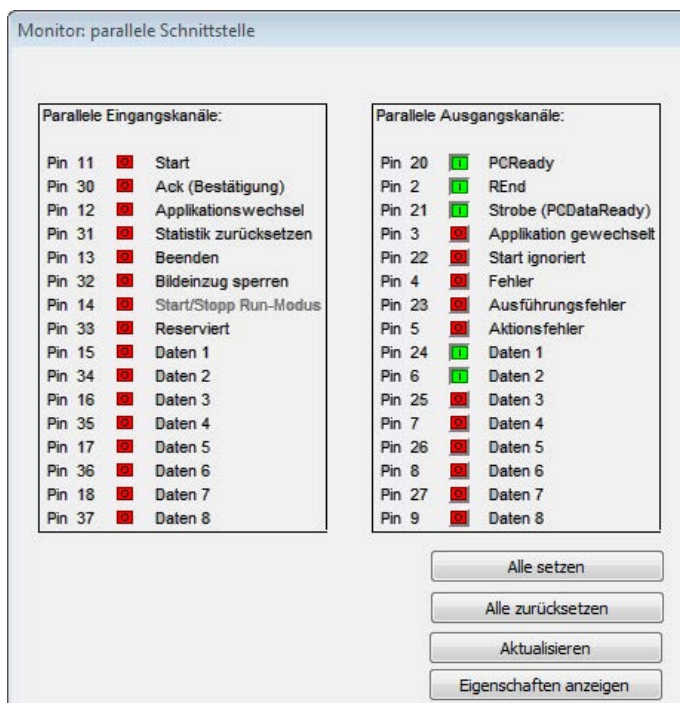 Monitor: parallele Schnittstelle
Parallele Eingangskanäle:
Pin 11 Start
Pin 30 Ack (Bestätigung)
Pin 12 Applikationswechsel
Pin 31 Statistik zurücksetzen
Pin 13 Beenden
Pin 32 Bildeinzug sperren
Pin 14 Start/Stopp Run-Modus
Pin 33 Reserviert
Pin 15 Daten 1
Pin 34 Daten 2
Pin 16 Daten 3
Pin 35 Daten 4
Pin 17 Daten 5
Pin 36 Daten 6
Pin 18 Daten 7
Pin 37 Daten 8
Parallele Ausgangskanäle:
Pin 20 PCReady
Pin 2 REnd
Pin 21 Strobe (PCDataReady)
Pin 3 Applikation gewechselt
Pin 22 Start ignoriert
Pin 4 Fehler
Pin 23 Ausführungsfehler
Pin 5 Aktionsfehler
Pin 24 Daten 1
Pin 6 Daten 2
Pin 25 Daten 3
Pin 7 Daten 4
Pin 26 Daten 5
Pin 8 Daten 6
Pin 27 Daten 7
Pin 9 Daten 8
Alle setzen
Alle zurücksetzen
Aktualisieren
Eigenschaften anzeigen